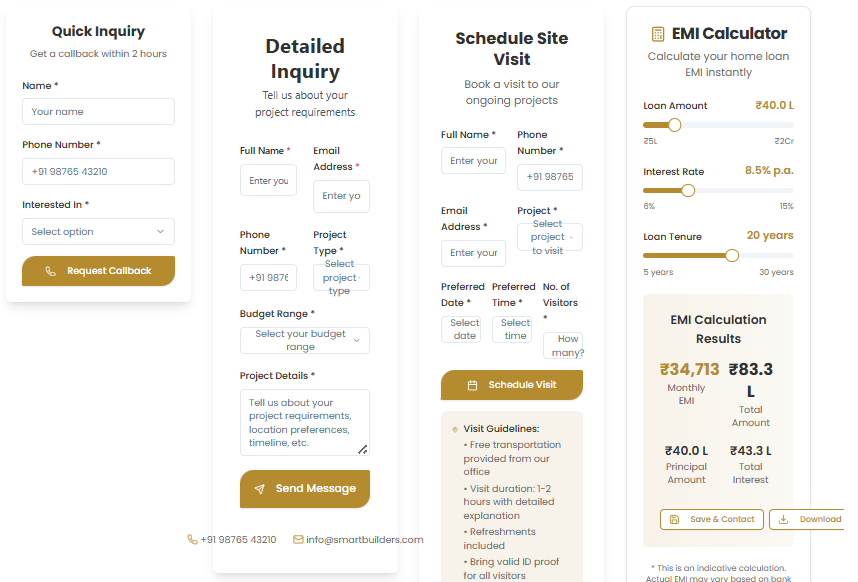 Quick Inquiry
Get a callback within 2 hours
Name *
Your name
Phone Number *
+91 98765 43210
Interested In *
Select option
Request Callback
Detailed
Inquiry
Tell us about your
project requirements
Full Name *
Enter you
Email
Address *
Enter yo
Phone
Number *
+91 9876
Project
Type *
Select
project
type
Budget Range *
Select your budget
range
Project Details *
Tell us about your
project requirements,
location preferences,
timeline, etc.
Send Message
+91 98765 43210
info@smartbuilders.com
Schedule Site
Visit
Book a visit to our
ongoing projects
Full Name *
Enter your
Phone
Number *
+91 98765
Email
Address *
Enter your
Project *
Select
project
to visit
Preferred
Date *
Select
date
Preferred
Time *
Select
time
No. of
Visitors
*
How
many?
Schedule Visit
Visit Guidelines:
• Free transportation
provided from our
office
• Visit duration: 1-2
hours with detailed
explanation
• Refreshments
included
• Bring valid ID proof
for all visitors
EMI Calculator
Calculate your home loan
EMI instantly
Loan Amount
₹40.0 L
₹5L
₹2Cr
Interest Rate
8.5% p.a.
6%
15%
Loan Tenure
20 years
5 years
30 years
EMI Calculation
Results
₹34,713
Monthly
EMI
₹83.3
L
Total
Amount
₹40.0 L
Principal
Amount
₹43.3 L
Total
Interest
Save & Contact
Download
* This is an indicative calculation.
Actual EMI may vary based on bank